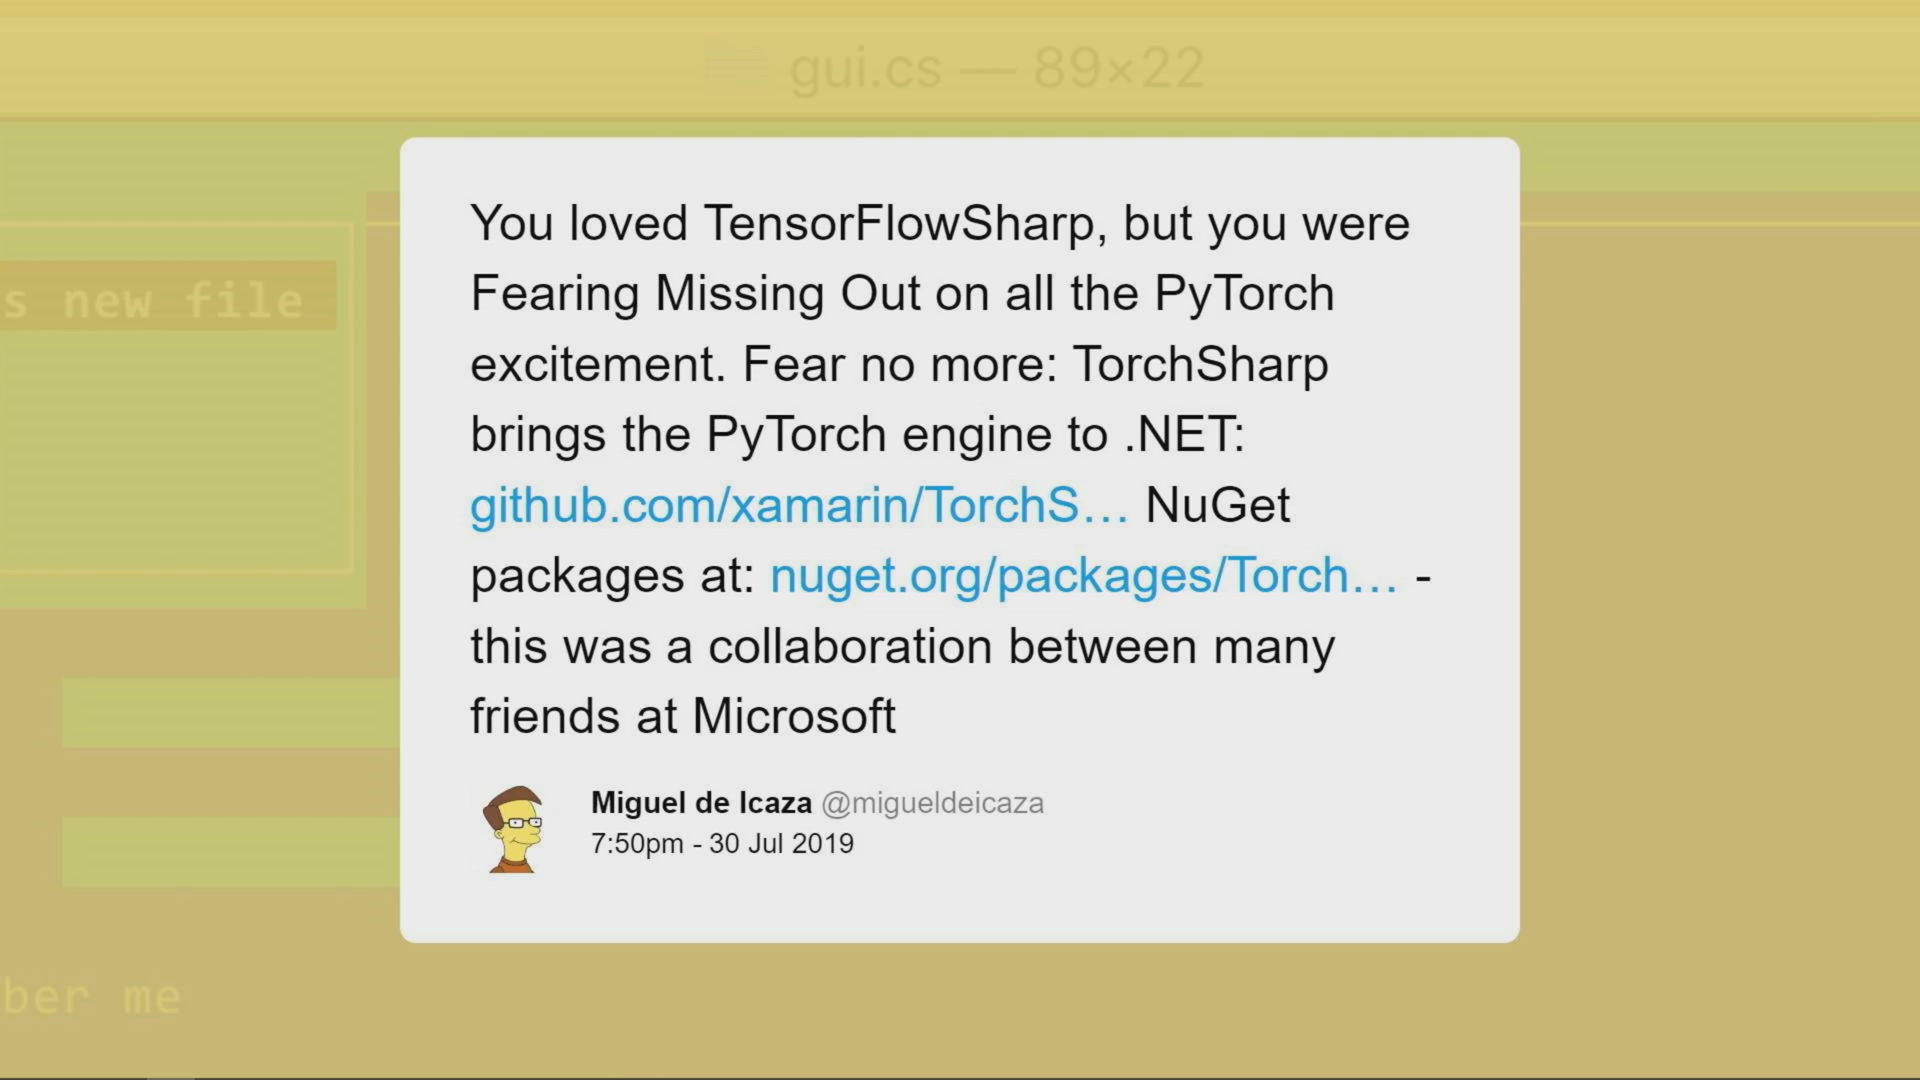 gui.cs — 89×22
You loved TensorFlowSharp, but you were
Fearing Missing Out on all the PyTorch
excitement. Fear no more: TorchSharp
brings the PyTorch engine to .NET:
github.com/xamarin/TorchS… NuGet
packages at: nuget.org/packages/Torch… -
this was a collaboration between many
friends at Microsoft
Miguel de Icaza @migueldeicaza
7:50pm - 30 Jul 2019
s new file
ber me